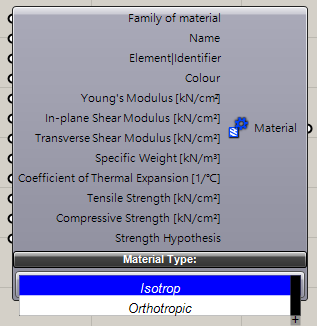 Family of material
Name
Element|Identifier
Colour
Young's Modulus [kN/cm²]
In-plane Shear Modulus [kN/cm²]
Transverse Shear Modulus [kN/cm²]
Material
Specific Weight [kN/m³]
Coefficient of Thermal Expansion [1/°C]
Tensile Strength [kN/cm²]
Compressive Strength [kN/cm²]
Strength Hypothesis
Material Type:
Isotrop
Orthotropic
+